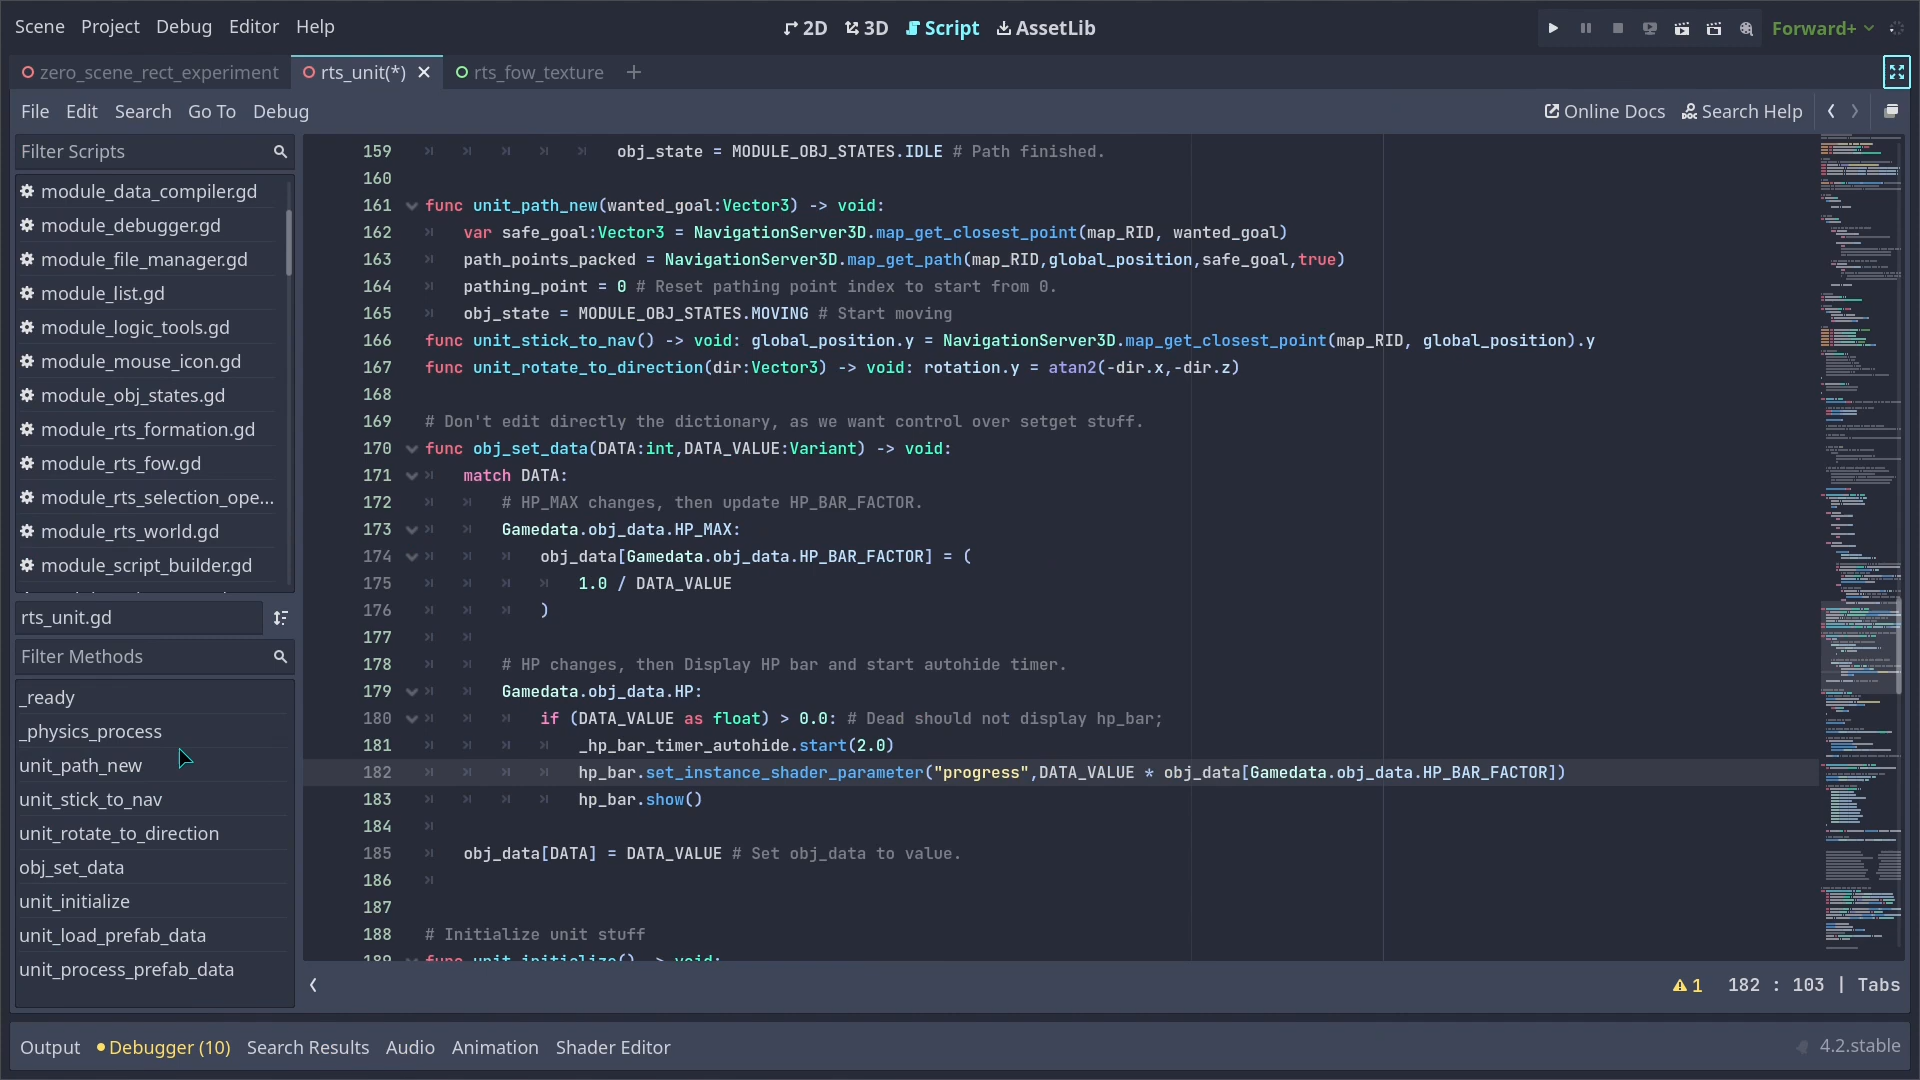 Scene Project Debug Editor Help
2D 3D Script AssetLib
Forward+
zero_scene_rect_experiment rts_unit(*) rts_fow_texture
File Edit Search Go To Debug
Online Docs Search Help
Filter Scripts
module_data_compiler.gd
module_debugger.gd
module_file_manager.gd
module_list.gd
module_logic_tools.gd
module_mouse_icon.gd
module_obj_states.gd
module_rts_formation.gd
module_rts_fow.gd
module_rts_selection_ope...
module_rts_world.gd
module_script_builder.gd
rts_unit.gd
Filter Methods
_ready
_physics_process
unit_path_new
unit_stick_to_nav
unit_rotate_to_direction
obj_set_data
unit_initialize
unit_load_prefab_data
unit_process_prefab_data
159 obj_state = MODULE_OBJ_STATES.IDLE # Path finished.
160
161 func unit_path_new(wanted_goal:Vector3) -> void:
162 var safe_goal:Vector3 = NavigationServer3D.map_get_closest_point(map_RID, wanted_goal)
163 path_points_packed = NavigationServer3D.map_get_path(map_RID,global_position,safe_goal,true)
164 pathing_point = 0 # Reset pathing point index to start from 0.
165 obj_state = MODULE_OBJ_STATES.MOVING # Start moving
166 func unit_stick_to_nav() -> void: global_position.y = NavigationServer3D.map_get_closest_point(map_RID, global_position).y
167 func unit_rotate_to_direction(dir:Vector3) -> void: rotation.y = atan2(-dir.x,-dir.z)
168
169 # Don't edit directly the dictionary, as we want control over setget stuff.
170 func obj_set_data(DATA:int,DATA_VALUE:Variant) -> void:
171 match DATA:
172 # HP_MAX changes, then update HP_BAR_FACTOR.
173 Gamedata.obj_data.HP_MAX:
174 obj_data[Gamedata.obj_data.HP_BAR_FACTOR] = (
175 1.0 / DATA_VALUE
176 )
177
178 # HP changes, then Display HP bar and start autohide timer.
179 Gamedata.obj_data.HP:
180 if (DATA_VALUE as float) > 0.0: # Dead should not display hp_bar;
181 _hp_bar_timer_autohide.start(2.0)
182 hp_bar.set_instance_shader_parameter("progress",DATA_VALUE * obj_data[Gamedata.obj_data.HP_BAR_FACTOR])
183 hp_bar.show()
184
185 obj_data[DATA] = DATA_VALUE # Set obj_data to value.
186
187
188 # Initialize unit stuff
189 func unit_initialize() -> void:
1 182 : 103 | Tabs
Output Debugger (10) Search Results Audio Animation Shader Editor
4.2.stable